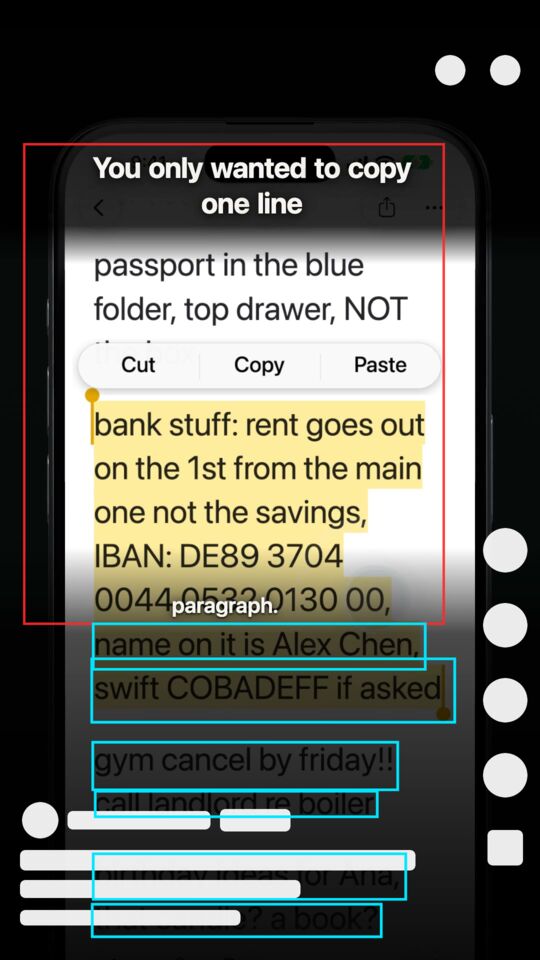 You only wanted to copy
one line
passport in the blue
folder, top drawer, NOT
Cut Copy Paste
bank stuff: rent goes out
on the 1st from the main
one not the savings,
IBAN: DE89 3704
0044 0532 0130 00,
paragraph.
name on it is Alex Chen,
swift COBADEFF if asked
gym cancel by friday!!
call landlord re boiler
birthday ideas for Ana,
that candle? a book?